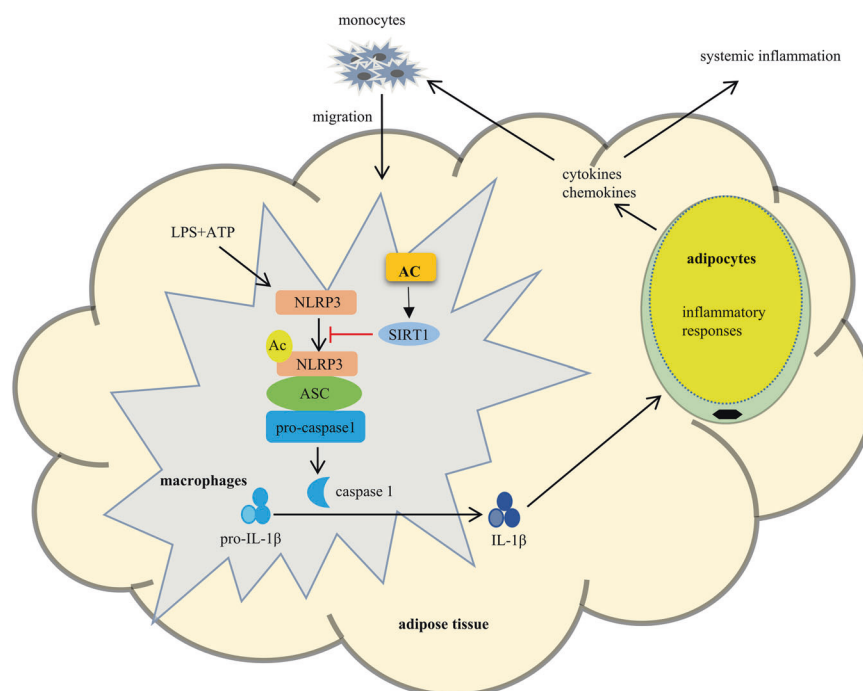 monocytes
systemic inflammation
migration
cytokines
chemokines
LPS+ATP
AC
adipocytes
NLRP3
inflammatory
responses
SIRT1
Ac
NLRP3
ASC
pro-caspase1
macrophages
caspase 1
pro-IL-1β
IL-1β
adipose tissue